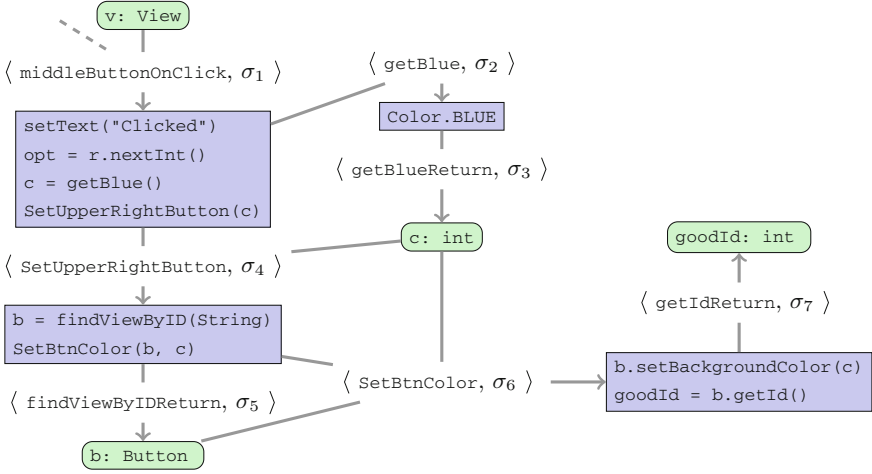 v: View
⟨ middleButtonOnClick, σ1 ⟩
⟨ getBlue, σ2 ⟩
setText("Clicked")
opt = r.nextInt()
c = getBlue()
SetUpperRightButton(c)
Color.BLUE
⟨ getBlueReturn, σ3 ⟩
c: int
goodId: int
⟨ SetUpperRightButton, σ4 ⟩
⟨ getIdReturn, σ7 ⟩
b = findViewByID(String)
SetBtnColor(b, c)
⟨ SetBtnColor, σ6 ⟩
b.setBackgroundColor(c)
goodId = b.getId()
⟨ findViewByIDReturn, σ5 ⟩
b: Button